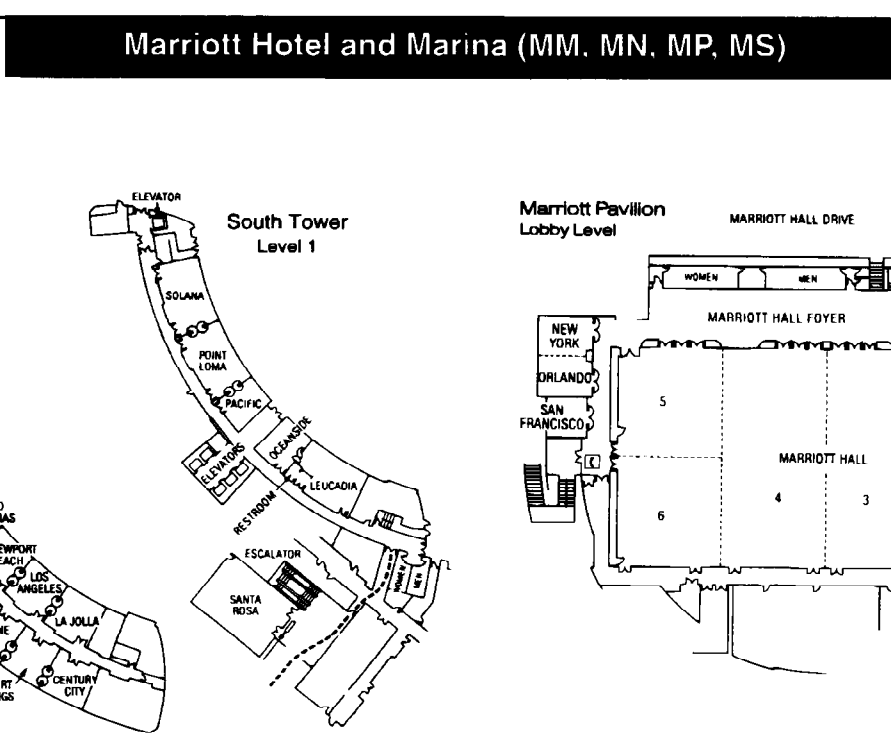 Marriott Hotel and Marina (MM, MN, MP, MS)
ELEVATOR
South Tower
Level 1
SOLANA
POINT
LOMA
PACIFIC
ELEVATORS
OCEANSIDE
LEUCADIA
RESTROOM
ESCALATOR
SANTA
ROSA
WOMEN
MEN
LOS
ANGELES
LA JOLLA
CENTURY
CITY
Marriott Pavilion
Lobby Level
MARRIOTT HALL DRIVE
WOMEN
MEN
MARRIOTT HALL FOYER
NEW
YORK
ORLANDO
SAN
FRANCISCO
5
MARRIOTT HALL
6
4
3